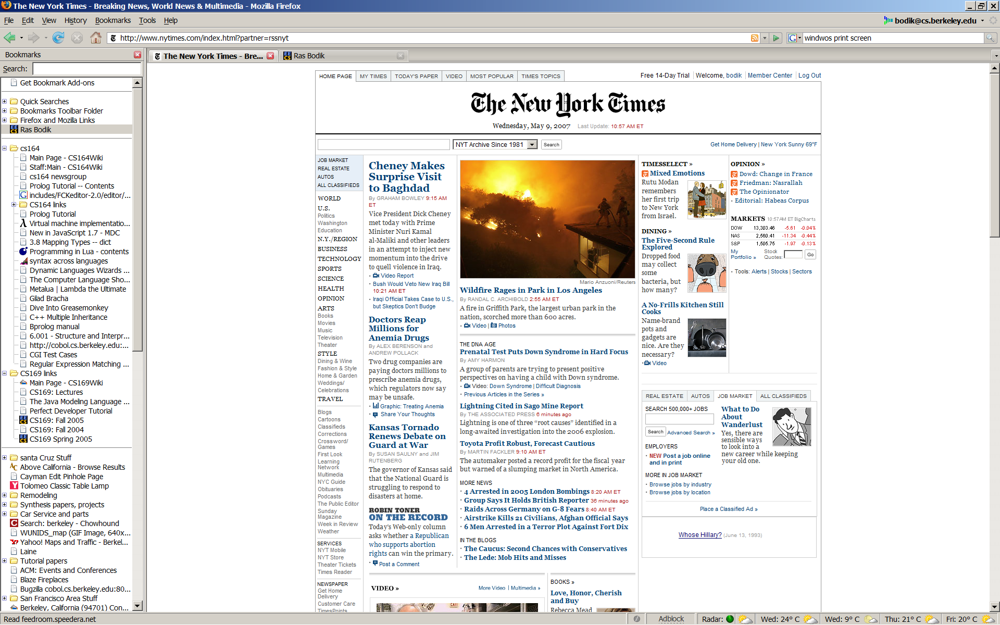 The New York Times - Breaking News, World News & Multimedia - Mozilla Firefox
File Edit View History Bookmarks Tools Help
bodik@cs.berkeley.edu
http://www.nytimes.com/index.html?partner=rssnyt
windwos print screen
Bookmarks
Search:
Get Bookmark Add-ons
Quick Searches
Bookmarks Toolbar Folder
Firefox and Mozilla Links
Ras Bodik
cs164
Main Page - CS164Wiki
Staff:Main - CS164Wiki
cs164 newsgroup
Prolog Tutorial -- Contents
includes/FCKeditor-2.0/editor/...
CS164 links
Prolog Tutorial
Virtual machine implementatio...
New in JavaScript 1.7 - MDC
3.8 Mapping Types -- dict
Programming in Lua - contents
syntax across languages
Dynamic Languages Wizards ...
The Computer Language Sho...
Metalua | Lambda the Ultimate
Gilad Bracha
Dive Into Greasemonkey
C++ Multiple Inheritance
Bprolog manual
6.001 - Structure and Interpr...
http://cobol.cs.berkeley.edu:...
CGI Test Cases
Regular Expression Matching ...
CS169 links
Main Page - CS169Wiki
CS169: Lectures
The Java Modeling Language ...
Perfect Developer Tutorial
CS169: Fall 2005
CS169: Fall 2004
CS169 Spring 2005
santa Cruz Stuff
Above California - Browse Results
Cayman Edit Pinhole Page
Tolomeo Classic Table Lamp
Remodeling
Synthesis papers, projects
Car Service and parts
Search: berkeley - Chowhound
WUNIDS_map (GIF Image, 640x...
Yahoo! Maps and Traffic - Berkel...
Laine
Tutorial papers
ACM: Events and Conferences
Blaze Fireplaces
Bugzilla cobol.cs.berkeley.edu:80...
San Francisco Area Stuff
Berkeley, California (94701) Con...
The New York Times - Bre...
Ras Bodik
HOME PAGE MY TIMES TODAY'S PAPER VIDEO MOST POPULAR TIMES TOPICS
Free 14-Day Trial Welcome, bodik Member Center Log Out
The New York Times
Wednesday, May 9, 2007 Last Update: 10:57 AM ET
NYT Archive Since 1981 Search
Get Home Delivery | New York Sunny 69°F
JOB MARKET
REAL ESTATE
AUTOS
ALL CLASSIFIEDS
WORLD
U.S.
Politics
Washington
Education
N.Y./REGION
BUSINESS
TECHNOLOGY
SPORTS
SCIENCE
HEALTH
OPINION
ARTS
Books
Movies
Music
Television
Theater
STYLE
Dining & Wine
Fashion & Style
Home & Garden
Weddings/
Celebrations
TRAVEL
Blogs
Cartoons
Classifieds
Corrections
Crossword/
Games
First Look
Learning
Network
Multimedia
NYC Guide
Obituaries
Podcasts
The Public Editor
Sunday
Magazine
Week in Review
Weather
SERVICES
NYT Mobile
NYT Store
Theater Tickets
Times Reader
NEWSPAPER
Get Home
Delivery
Customer Care
TimesPoints
Cheney Makes
Surprise Visit
to Baghdad
By GRAHAM BOWLEY 9:15 AM
ET
Vice President Dick Cheney
met today with Prime
Minister Nuri Kamal
al-Maliki and other leaders
in an attempt to inject new
momentum into the drive
to quell violence in Iraq.
· Video Report
· Bush Would Veto New Iraq Bill
10:21 AM ET
· Iraqi Official Takes Case to U.S.,
but Skeptics Don't Budge
Doctors Reap
Millions for
Anemia Drugs
By ALEX BERENSON and
ANDREW POLLACK
Two drug companies are
paying doctors millions to
prescribe anemia drugs,
which regulators now say
may be unsafe.
· Graphic: Treating Anemia
· Share Your Thoughts
Kansas Tornado
Renews Debate on
Guard at War
By SUSAN SAULNY and JIM
RUTENBERG
The governor of Kansas said
that the National Guard is
struggling to respond to
disasters at home.
ROBIN TONER
ON THE RECORD
Today's Web-only column
asks whether a Republican
who supports abortion
rights can win the primary.
· Post a Comment
Mario Anzuoni/Reuters
Wildfire Rages in Park in Los Angeles
By RANDAL C. ARCHIBOLD 2:55 AM ET
A fire in Griffith Park, the largest urban park in the
nation, scorched more than 600 acres.
· Video | Photos
THE DNA AGE
Prenatal Test Puts Down Syndrome in Hard Focus
By AMY HARMON
A group of parents are trying to present positive
perspectives on having a child with Down syndrome.
· Video: Down Syndrome | Difficult Diagnosis
· Previous Articles in the Series »
Lightning Cited in Sago Mine Report
By THE ASSOCIATED PRESS 6 minutes ago
Lightning is one of three “root causes” identified in a
long-awaited investigation into the 2006 explosion.
Toyota Profit Robust, Forecast Cautious
By MARTIN FACKLER 9:10 AM ET
The automaker posted a record profit for the fiscal year
but warned of a slumping market in North America.
MORE NEWS
· 4 Arrested in 2005 London Bombings 8:20 AM ET
· Group Says It Holds British Reporter 36 minutes ago
· Raids Across Germany on G-8 Fears 8:40 AM ET
· Airstrike Kills 21 Civilians, Afghan Official Says
· 6 Men Arrested in a Terror Plot Against Fort Dix
IN THE BLOGS
· The Caucus: Second Chances with Conservatives
· The Lede: Mob Hits and Misses
VIDEO »
More Video | Multimedia »
EXIT
BOOKS »
Love, Honor, Cherish
and Buy
Rebecca Mead
TIMESSELECT »
Mixed Emotions
Rutu Modan
remembers
her first trip
to New York
from Israel.
DINING »
The Five-Second Rule
Explored
Dropped food
may collect
some
bacteria, but
how many?
A No-Frills Kitchen Still
Cooks
Name-brand
pots and
gadgets are
nice. Are they
necessary?
· Video
OPINION »
Dowd: Change in France
Friedman: Nasrallah
The Opinionator
· Editorial: Habeas Corpus
MARKETS 10:57AM ET BigCharts
DOW 13,303.46 -5.61 -0.04%
NAS 2,560.41 -11.34 -0.44%
S&P 1,505.75 -1.97 -0.13%
My
Portfolio »
Stock
Quotes: Go
· Tools: Alerts | Stocks | Sectors
REAL ESTATE AUTOS JOB MARKET ALL CLASSIFIEDS
SEARCH 500,000+ JOBS
Search Advanced Search »
EMPLOYERS
· NEW Post a job online
and in print
MORE IN JOB MARKET
· Browse jobs by industry
· Browse jobs by location
What to Do
About
Wanderlust
Yes, there are
sensible ways
to look into a
new career while keeping
your old one.
Place a Classified Ad »
Whose Hillary? (June 13, 1993)
Read feedroom.speedera.net
Adblock Radar: Wed: 24° C Wed: 9° C Thu: 21° C Fri: 20° C